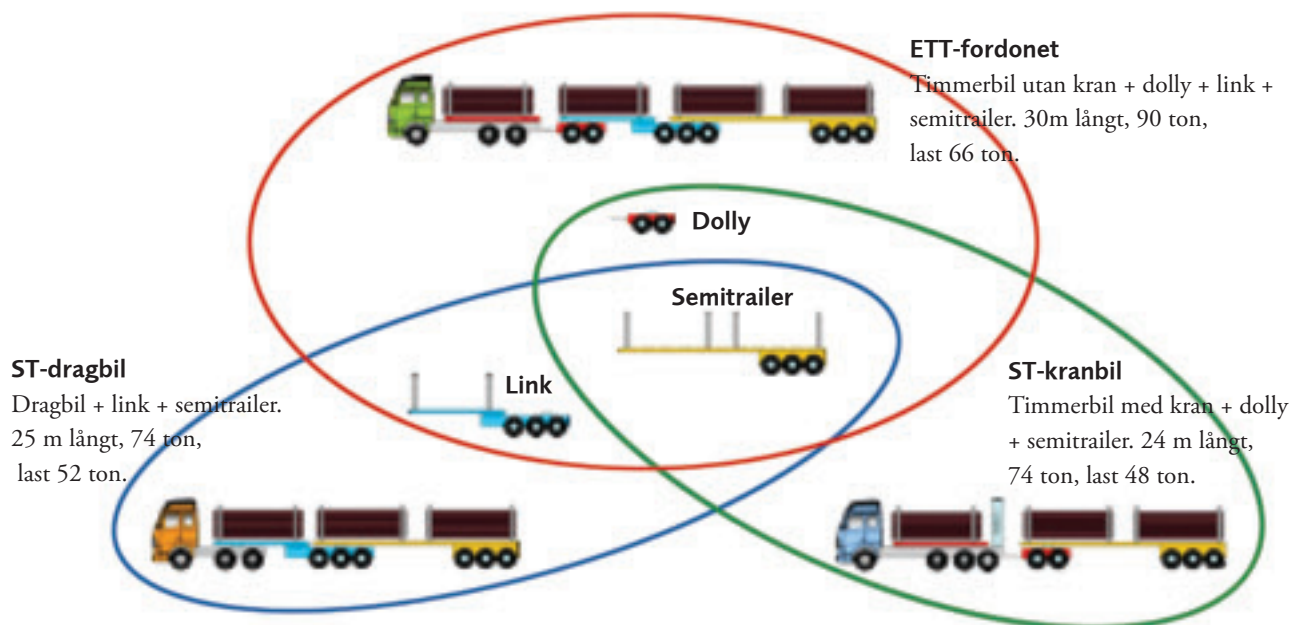 ETT-fordonet
Timmerbil utan kran + dolly + link +
semitrailer. 30m långt, 90 ton,
last 66 ton.
Dolly
Semitrailer
Link
ST-dragbil
Dragbil + link + semitrailer.
25 m långt, 74 ton,
last 52 ton.
ST-kranbil
Timmerbil med kran + dolly
+ semitrailer. 24 m långt,
74 ton, last 48 ton.